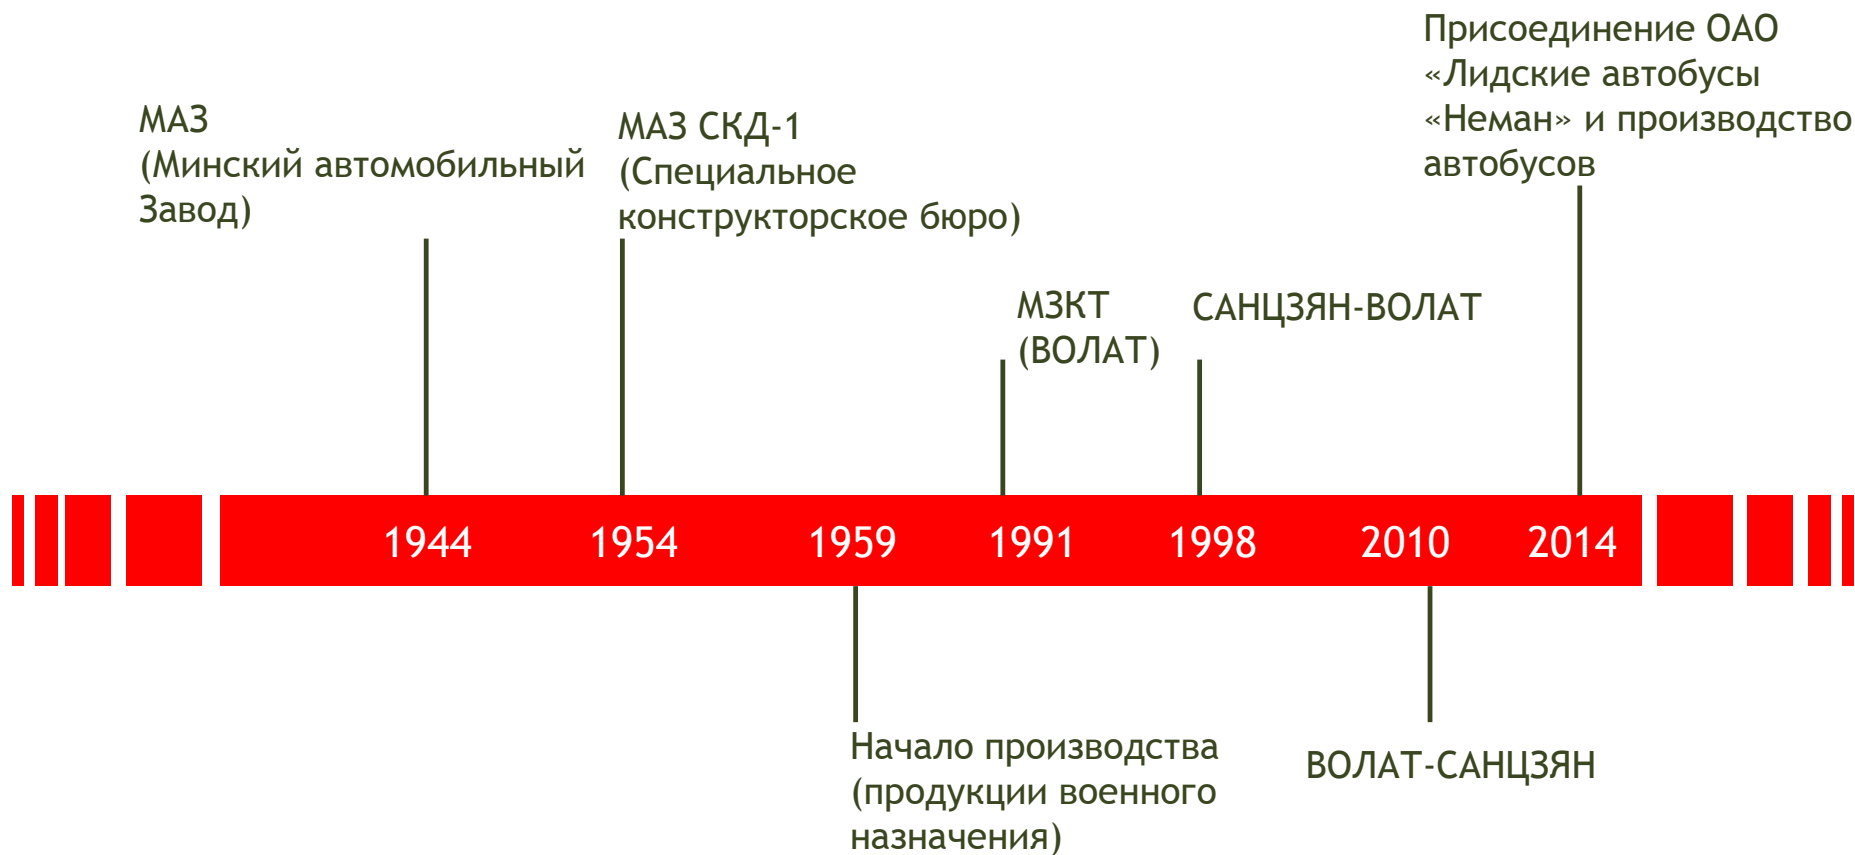 МАЗ
(Минский автомобильный
Завод)
МАЗ СКД-1
(Специальное
конструкторское бюро)
МЗКТ
(ВОЛАТ)
САНЦЗЯН-ВОЛАТ
Присоединение ОАО
«Лидские автобусы
«Неман» и производство
автобусов
1944 1954 1959 1991 1998 2010 2014
Начало производства
(продукции военного
назначения)
ВОЛАТ-САНЦЗЯН